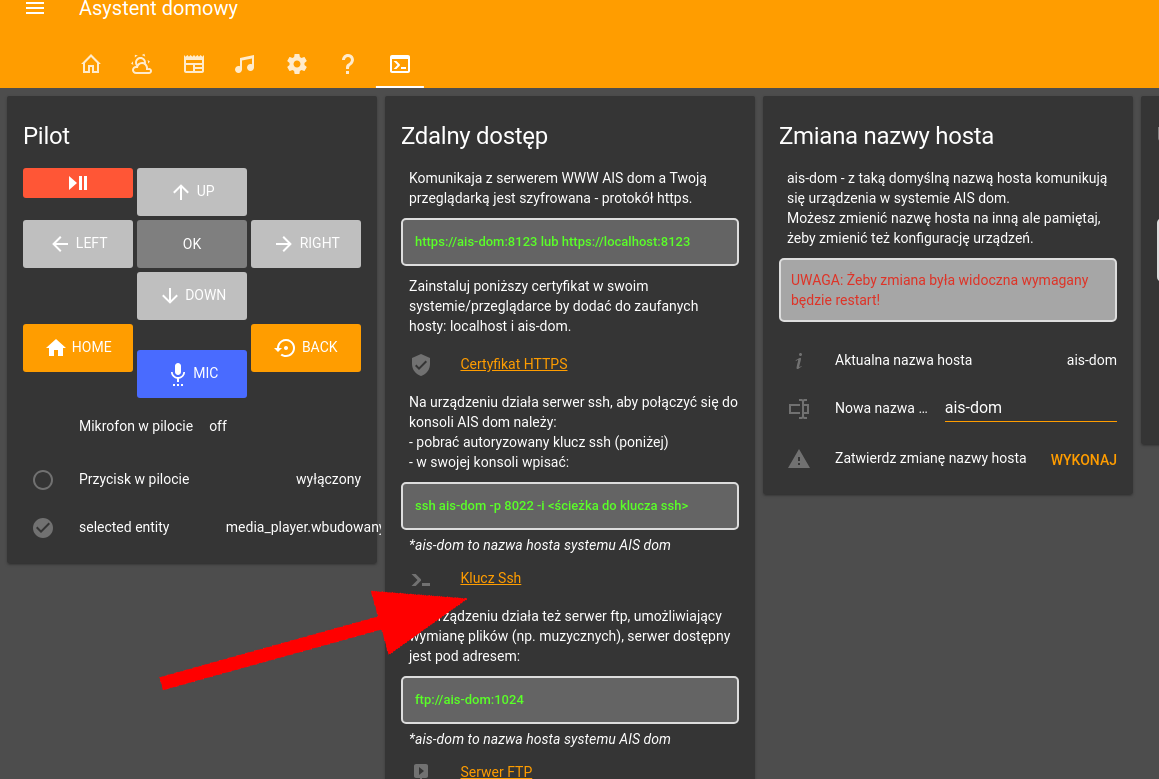 Asystent domowy
Pilot
UP
LEFT
OK
RIGHT
DOWN
HOME
BACK
MIC
Mikrofon w pilocie off
Przycisk w pilocie wyłączony
selected entity media_player.wbudowany
Zdalny dostęp
Komunikaja z serwerem WWW AIS dom a Twoją
przeglądarką jest szyfrowana - protokół https.
https://ais-dom:8123 lub https://localhost:8123
Zainstaluj poniższy certyfikat w swoim
systemie/przeglądarce by dodać do zaufanych
hosty: localhost i ais-dom.
Certyfikat HTTPS
Na urządzeniu działa serwer ssh, aby połączyć się do
konsoli AIS dom należy:
- pobrać autoryzowany klucz ssh (poniżej)
- w swojej konsoli wpisać:
ssh ais-dom -p 8022 -i <ścieżka do klucza ssh>
*ais-dom to nazwa hosta systemu AIS dom
Klucz Ssh
działa też serwer ftp, umożliwiający
wymianę plików (np. muzycznych), serwer dostępny
jest pod adresem:
ftp://ais-dom:1024
*ais-dom to nazwa hosta systemu AIS dom
Serwer FTP
Zmiana nazwy hosta
ais-dom - z taką domyślną nazwą hosta komunikują
się urządzenia w systemie AIS dom.
Możesz zmienić nazwę hosta na inną ale pamiętaj,
żeby zmienić też konfigurację urządzeń.
UWAGA: Żeby zmiana była widoczna wymagany
będzie restart!
Aktualna nazwa hosta ais-dom
Nowa nazwa ... ais-dom
Zatwierdz zmianę nazwy hosta WYKONAJ